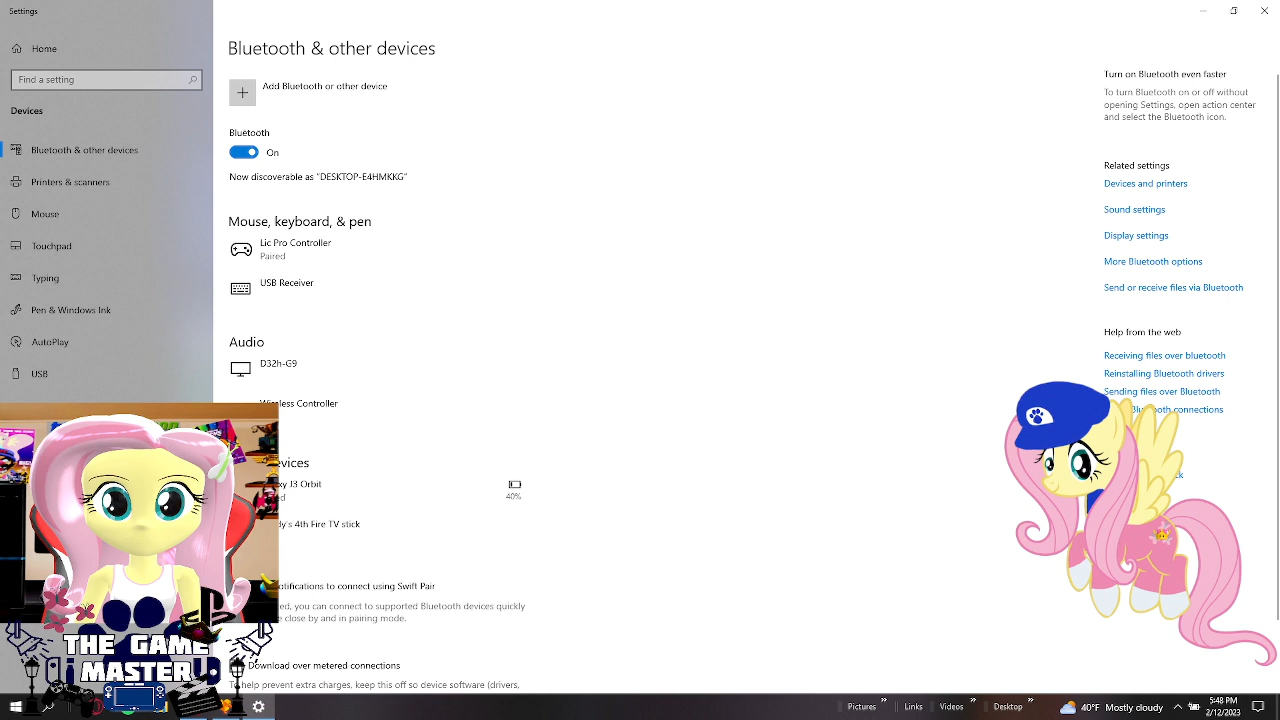 Settings
Home
Find a setting
Devices
Bluetooth & other devices
Printers & scanners
Mouse
Touchpad
Typing
Pen & Windows Ink
AutoPlay
USB
Bluetooth & other devices
Add Bluetooth or other device
Bluetooth
On
Now discoverable as "DESKTOP-E4HMKKG"
Mouse, keyboard, & pen
Lic Pro Controller
Paired
USB Receiver
Audio
D32h-G9
Wireless Controller
J3 Orbit
40%
4th Fire TV stick
to connect using Swift Pair
you can connect to supported Bluetooth devices quickly
close by and in pairing mode.
Download over metered connections
To help prevent extra charges, keep this off so device software (drivers,
Turn on Bluetooth even faster
To turn Bluetooth on or off without
opening Settings, open action center
and select the Bluetooth icon.
Related settings
Devices and printers
Sound settings
Display settings
More Bluetooth options
Send or receive files via Bluetooth
Help from the web
Receiving files over bluetooth
Reinstalling Bluetooth drivers
Sending files over Bluetooth
connections
THE GAME
MASTER
Pictures
Links
Videos
Desktop
40°F Mostly cloudy
5:48 PM
2/12/2023